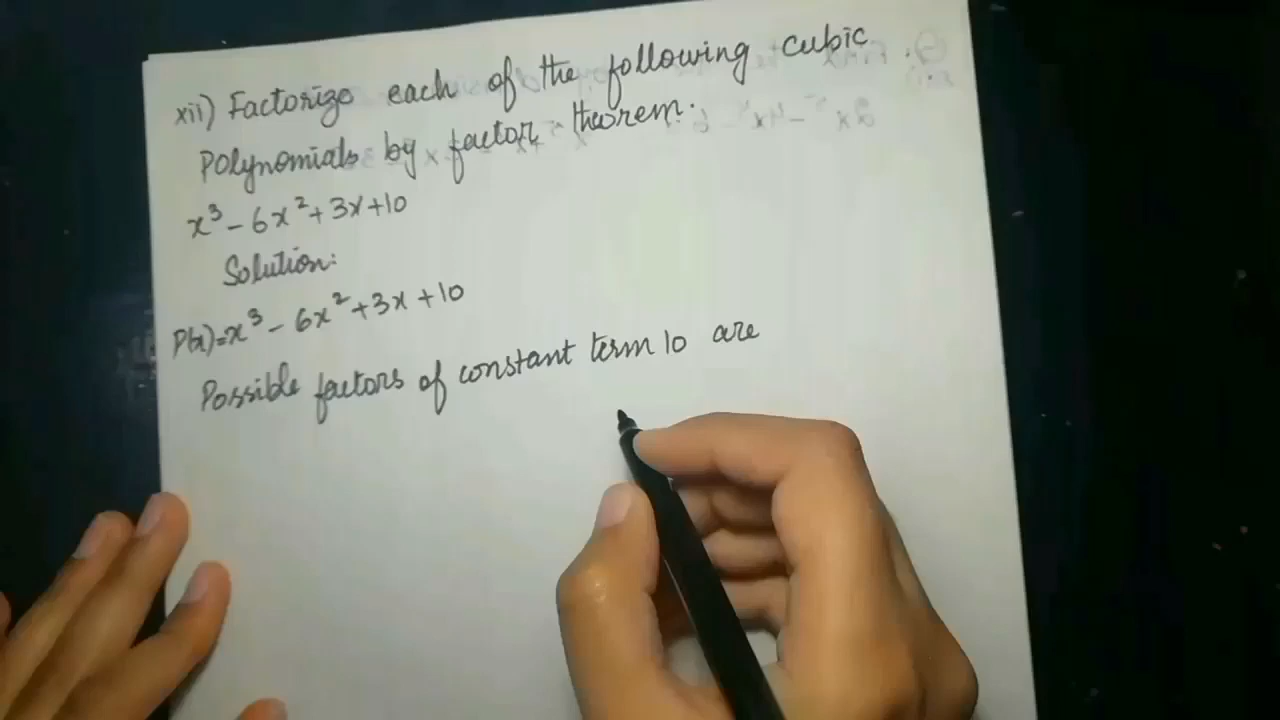 xii) Factorize each of the following cubic
Polynomials by factor theorem.
x³ - 6x² + 3x + 10
Solution:
P(x) = x³ - 6x² + 3x + 10
Possible factors of constant term 10 are